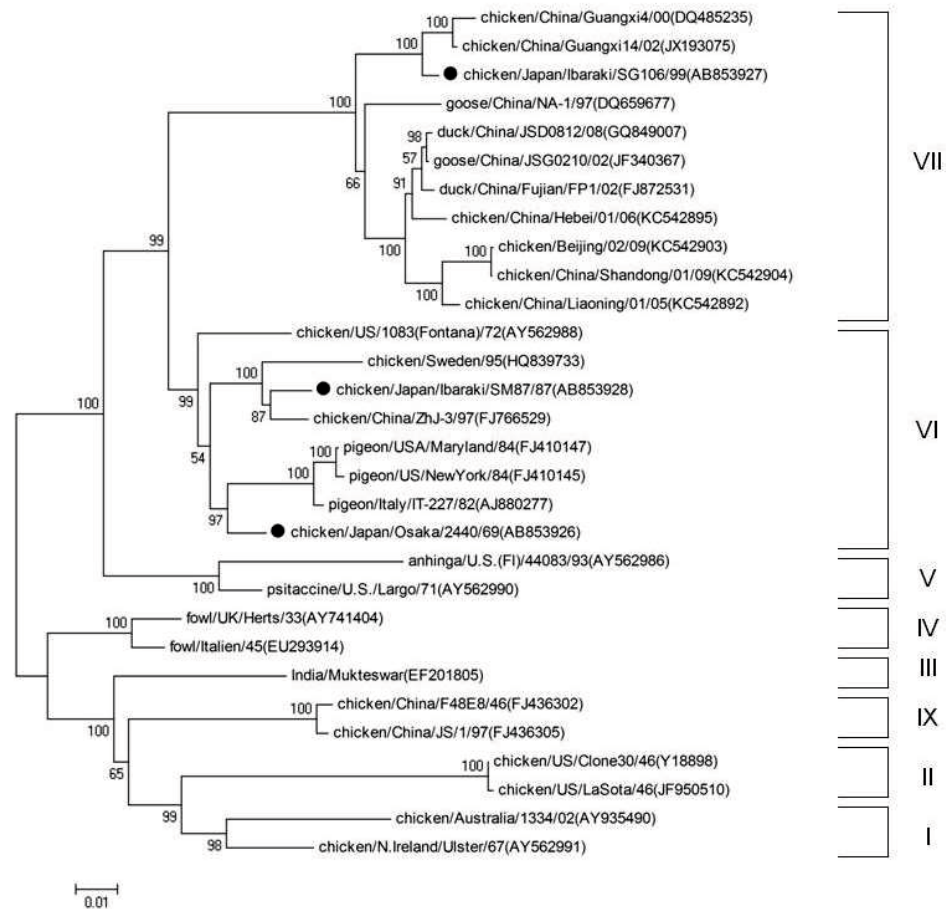 100
chicken/China/Guangxi4/00(DQ485235)
100
chicken/China/Guangxi14/02(JX193075)
chicken/Japan/Ibaraki/SG106/99(AB853927)
100
goose/China/NA-1/97(DQ659677)
98
duck/China/JSD0812/08(GQ849007)
57
goose/China/JSG0210/02(JF340367)
VII
66
91
duck/China/Fujian/FP1/02(FJ872531)
chicken/China/Hebei/01/06(KC542895)
99
100
100
chicken/Beijing/02/09(KC542903)
chicken/China/Shandong/01/09(KC542904)
100
chicken/China/Liaoning/01/05(KC542892)
chicken/US/1083(Fontana)/72(AY562988)
chicken/Sweden/95(HQ839733)
100
99
chicken/Japan/Ibaraki/SM87/87(AB853928)
100
87
chicken/China/ZhJ-3/97(FJ766529)
VI
54
100
pigeon/USA/Maryland/84(FJ410147)
100
pigeon/US/NewYork/84(FJ410145)
pigeon/Italy/IT-227/82(AJ880277)
97
chicken/Japan/Osaka/2440/69(AB853926)
anhinga/U.S.(Fl)/44083/93(AY562986)
V
100
psitaccine/U.S./Largo/71(AY562990)
fowl/UK/Herts/33(AY741404)
100
IV
fowl/Italien/45(EU293914)
India/Mukteswar(EF201805)
III
100
chicken/China/F48E8/46(FJ436302)
100
IX
chicken/China/JS/1/97(FJ436305)
65
100
chicken/US/Clone30/46(Y18898)
II
chicken/US/LaSota/46(JF950510)
99
chicken/Australia/1334/02(AY935490)
I
98
chicken/N.Ireland/Ulster/67(AY562991)
0.01